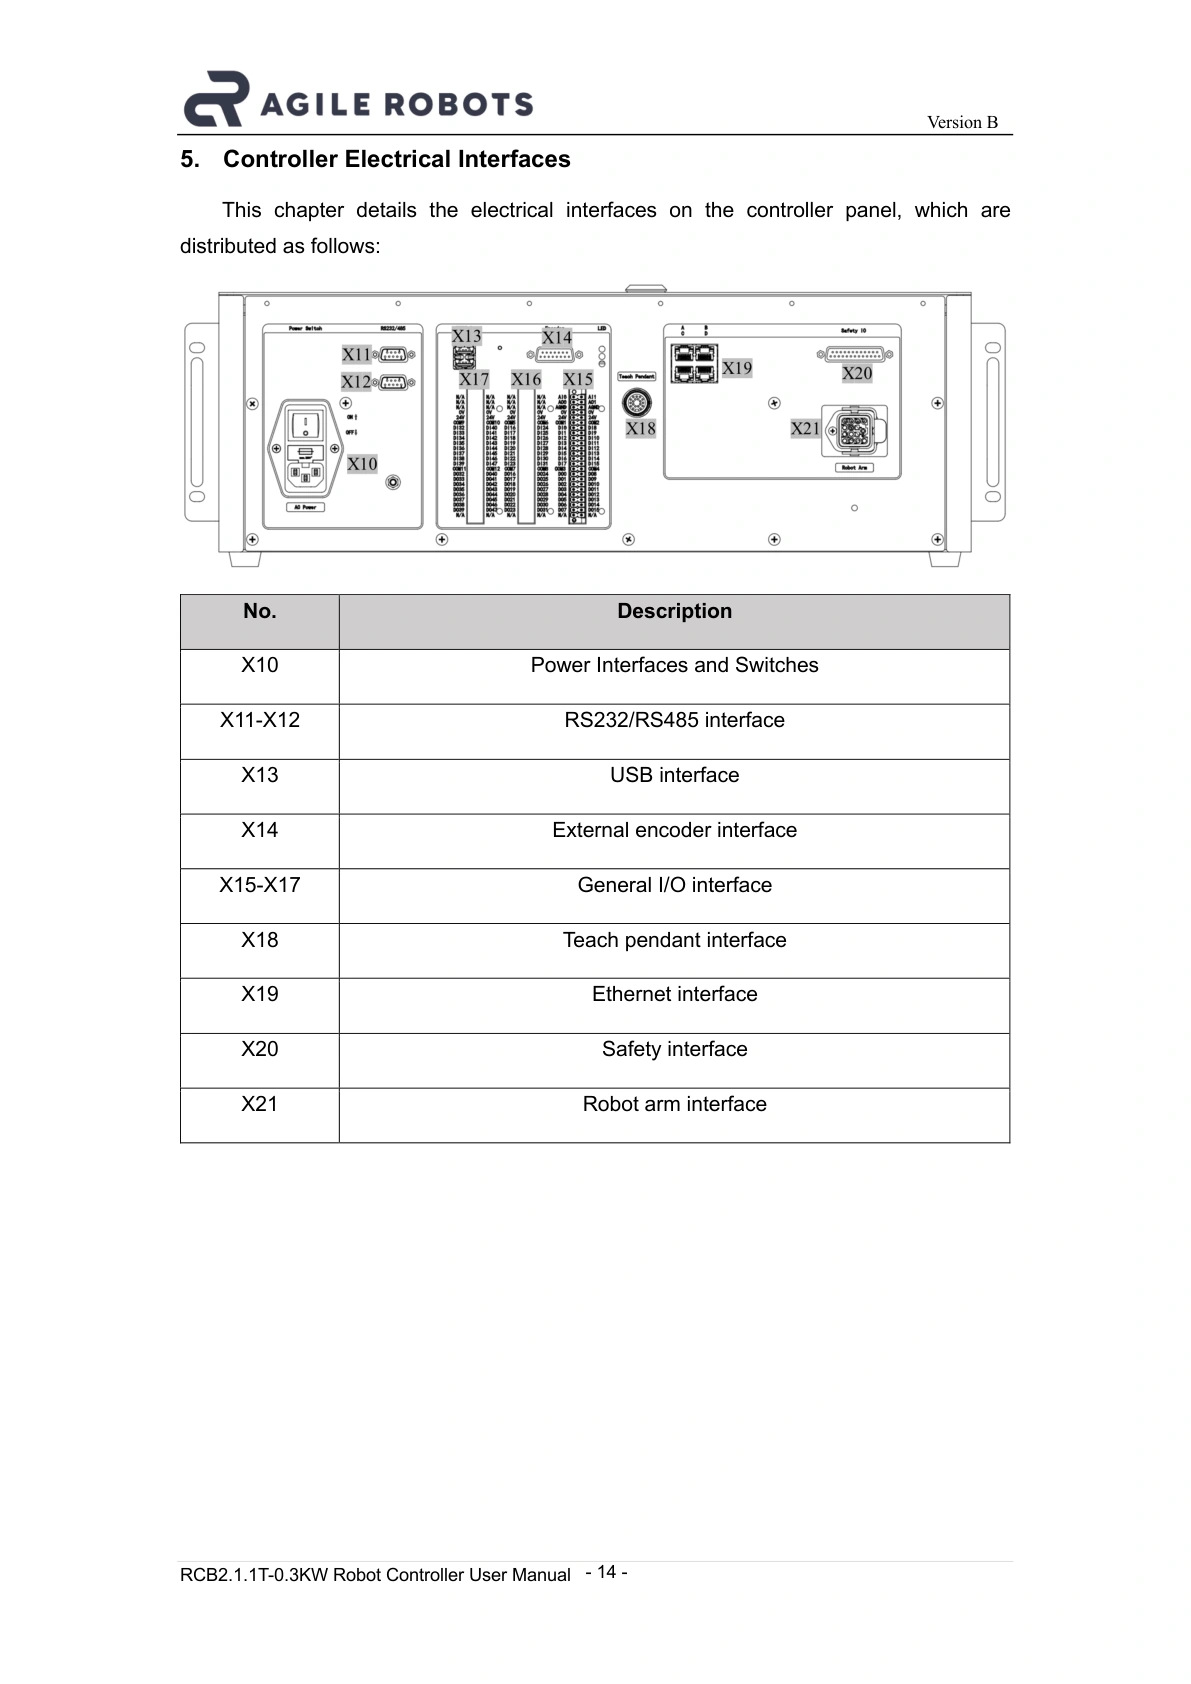 AGILE ROBOTS
Version B
5. Controller Electrical Interfaces
This chapter details the electrical interfaces on the controller panel, which are
distributed as follows:
Power Switch
RS232/485
LED
A B
C D
Safety IO
X11
X12
X13
X14
X17
X16
X15
X19
X20
Teach Pendant
X18
X21
Robot Arm
ON
OFF
X10
AC Power
No. Description
X10 Power Interfaces and Switches
X11-X12 RS232/RS485 interface
X13 USB interface
X14 External encoder interface
X15-X17 General I/O interface
X18 Teach pendant interface
X19 Ethernet interface
X20 Safety interface
X21 Robot arm interface
RCB2.1.1T-0.3KW Robot Controller User Manual - 14 -